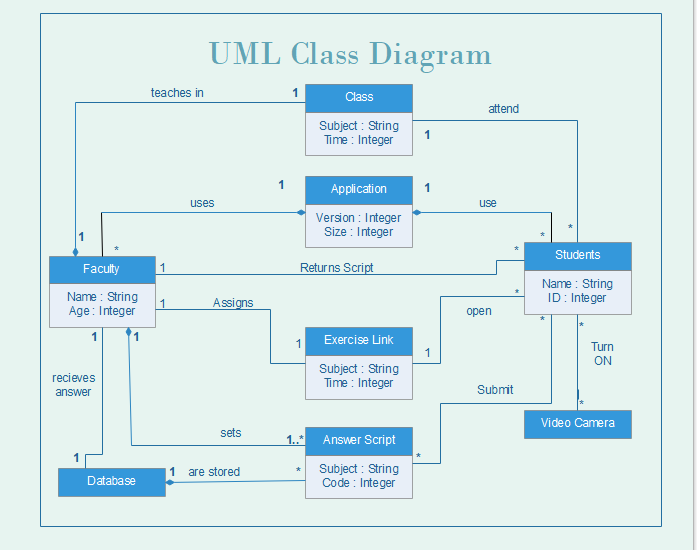 UML Class Diagram
teaches in
1
Class
Subject : String
Time : Integer
attend
1
1
1
1
Application
Version : Integer
Size : Integer
uses
use
1
*
*
*
*
Faculty
Name : String
Age : Integer
1
Returns Script
Students
Name : String
ID : Integer
1
Assigns
*
open
1
1
1
Exercise Link
Subject : String
Time : Integer
1
*
*
Turn
ON
recieves
answer
Submit
*
Video Camera
sets
1..*
Answer Script
Subject : String
Code : Integer
*
1
Database
1
are stored
*